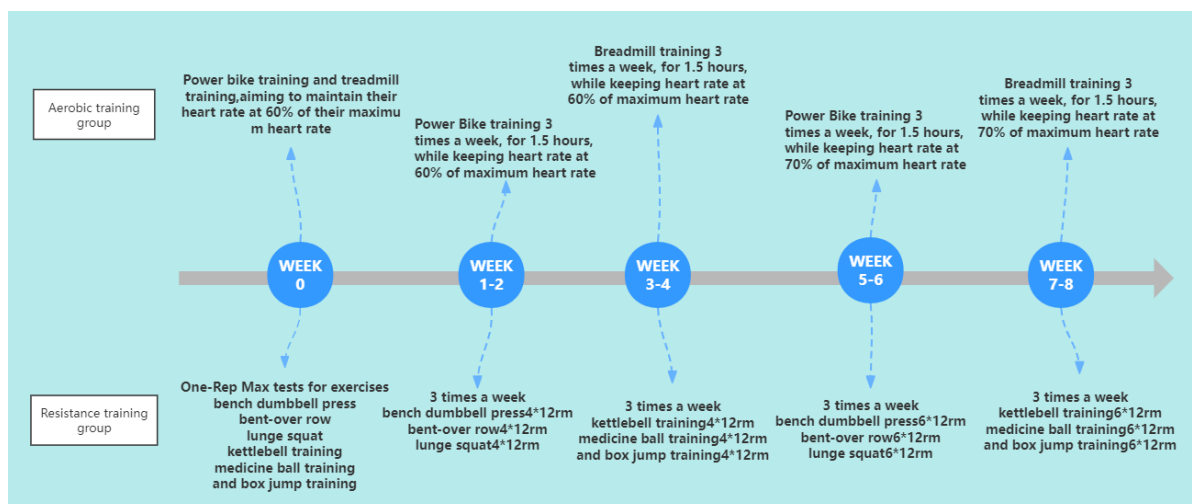 Aerobic training
group
Power bike training and treadmill
training,aiming to maintain their
heart rate at 60% of their maximu
m heart rate
Power Bike training 3
times a week, for 1.5 hours,
while keeping heart rate at
60% of maximum heart rate
Breadmill training 3
times a week, for 1.5 hours,
while keeping heart rate at
60% of maximum heart rate
Power Bike training 3
times a week, for 1.5 hours,
while keeping heart rate at
70% of maximum heart rate
Breadmill training 3
times a week, for 1.5 hours,
while keeping heart rate at
70% of maximum heart rate
WEEK
0
WEEK
1-2
WEEK
3-4
WEEK
5-6
WEEK
7-8
Resistance training
group
One-Rep Max tests for exercises
bench dumbbell press
bent-over row
lunge squat
kettlebell training
medicine ball training
and box jump training
3 times a week
bench dumbbell press4*12rm
bent-over row4*12rm
lunge squat4*12rm
3 times a week
kettlebell training4*12rm
medicine ball training4*12rm
and box jump training4*12rm
3 times a week
bench dumbbell press6*12rm
bent-over row6*12rm
lunge squat6*12rm
3 times a week
kettlebell training6*12rm
medicine ball training6*12rm
and box jump training6*12rm